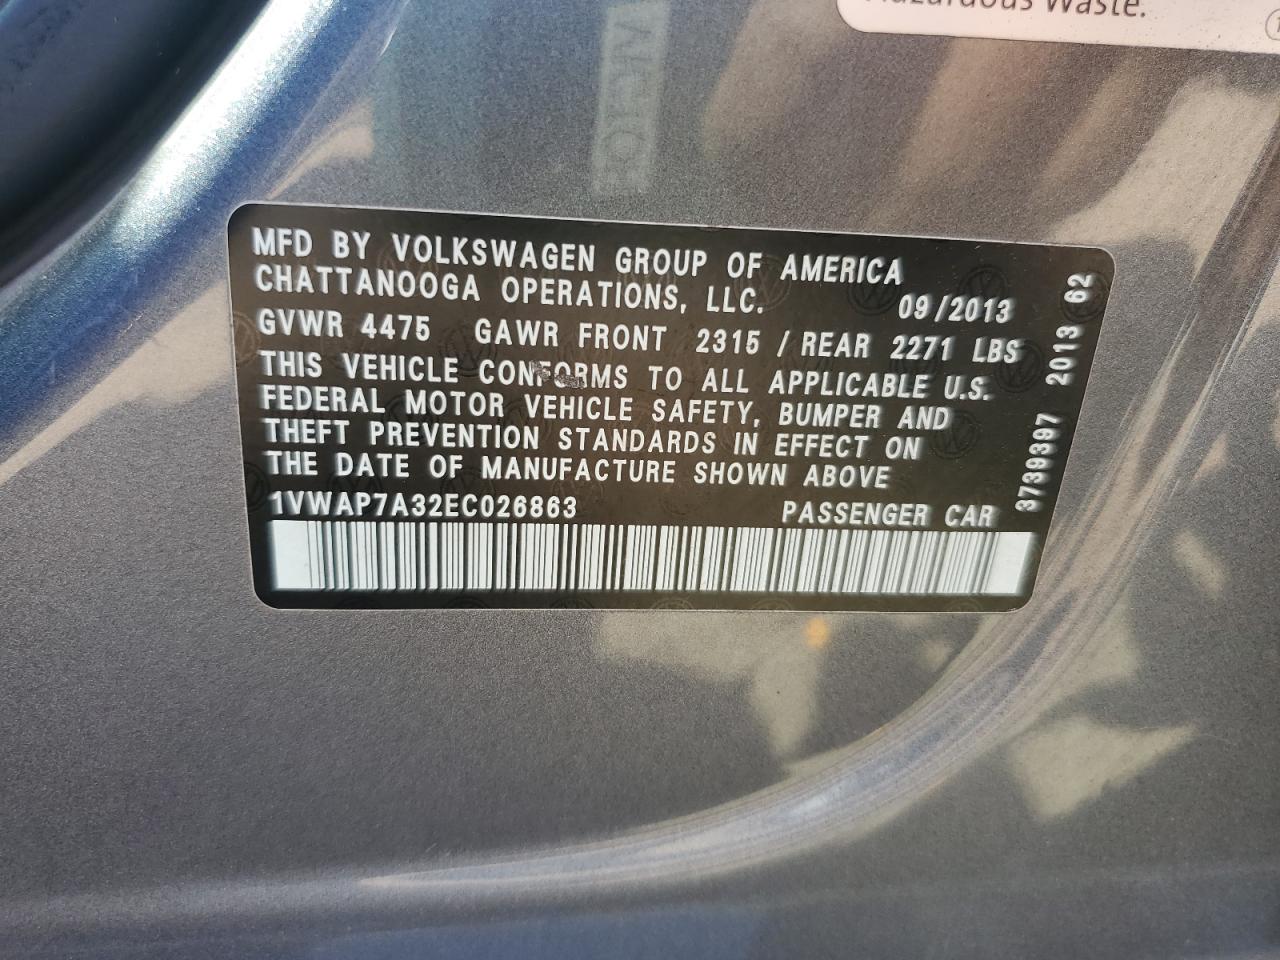 Hazardous Waste.
MFD BY VOLKSWAGEN GROUP OF AMERICA
CHATTANOOGA OPERATIONS, LLC. 09/2013
GVWR 4475 GAWR FRONT 2315 / REAR 2271 LBS
THIS VEHICLE CONFORMS TO ALL APPLICABLE U.S.
FEDERAL MOTOR VEHICLE SAFETY, BUMPER AND
THEFT PREVENTION STANDARDS IN EFFECT ON
THE DATE OF MANUFACTURE SHOWN ABOVE
1VWAP7A32EC026863 PASSENGER CAR
3739397 2013 62